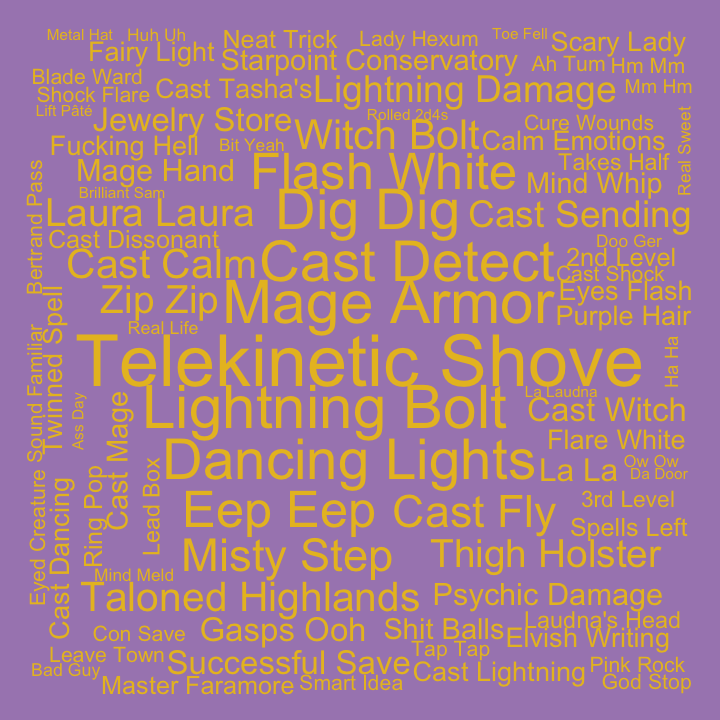 Metal Hat
Huh Uh
Neat Trick
Lady Hexum
Toe Fell
Scary Lady
Fairy Light
Starpoint Conservatory
Ah Tum
Hm Mm
Blade Ward
Cast Tasha's
Lightning Damage
Mm Hm
Shock Flare
Lift Pâté
Jewelry Store
Rolled 2d4s
Cure Wounds
Real Sweet
Fucking Hell
Bit Yeah
Witch Bolt
Calm Emotions
Mage Hand
Flash White
Takes Half
Mind Whip
Brilliant Sam
Bertrand Pass
Laura Laura
Dig Dig
Cast Sending
Cast Dissonant
Doo Ger
2nd Level
Cast Calm
Cast Detect
Cast Shock
Zip Zip
Mage Armor
Eyes Flash
Purple Hair
Twinned Spell
Real Life
Sound Familiar
Telekinetic Shove
Ha Ha
Ass Day
Lightning Bolt
La Laudna
Cast Witch
Cast Mage
Flare White
Dancing Lights
La La
Ow Ow
Da Door
Ring Pop
Lead Box
Eyed Creature
Cast Dancing
Eep Eep
Cast Fly
3rd Level
Spells Left
Misty Step
Thigh Holster
Mind Meld
Taloned Highlands
Psychic Damage
Con Save
Gasps Ooh
Shit Balls
Laudna's Head
Elvish Writing
Leave Town
Tap Tap
Bad Guy
Successful Save
Cast Lightning
Pink Rock
Master Faramore
Smart Idea
God Stop